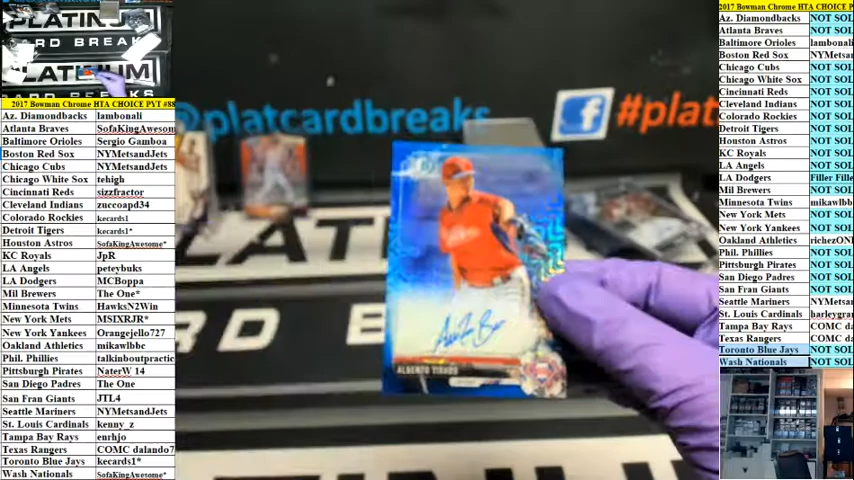 PLATINUM
CARD BREAKS
PLATINUM
CARD BREAKS
@platcardbreaks
#plat
ALBERTO TIRADO
2017 Bowman Chrome HTA CHOICE PYT #88
Az. Diamondbacks lambonali
Atlanta Braves SofaKingAwesom
Baltimore Orioles Sergio Gamboa
Boston Red Sox NYMetsandJets
Chicago Cubs NYMetsandJets
Chicago White Sox tehigh
Cincinnati Reds sizzfractor
Cleveland Indians zuccoapd34
Colorado Rockies kecards1
Detroit Tigers kecards1*
Houston Astros SofaKingAwesome*
KC Royals JpR
LA Angels peteybuks
LA Dodgers MCBoppa
Mil Brewers The One*
Minnesota Twins HawksN2Win
New York Mets MSIXRJR*
New York Yankees Orangejello727
Oakland Athletics mikawlbbc
Phil. Phillies talkinboutpractic
Pittsburgh Pirates NaterW 14
San Diego Padres The One
San Fran Giants JTL4
Seattle Mariners NYMetsandJets
St. Louis Cardinals kenny_z
Tampa Bay Rays enrhjo
Texas Rangers COMC dalando7
Toronto Blue Jays kecards1*
Wash Nationals SofaKingAwesome*
2017 Bowman Chrome HTA CHOICE P
Az. Diamondbacks NOT SOL
Atlanta Braves NOT SOL
Baltimore Orioles lambonali
Boston Red Sox NYMetsan
Chicago Cubs NOT SOL
Chicago White Sox NOT SOL
Cincinnati Reds NOT SOL
Cleveland Indians NOT SOL
Colorado Rockies NOT SOL
Detroit Tigers NOT SOL
Houston Astros NOT SOL
KC Royals NOT SOL
LA Angels NOT SOL
LA Dodgers Filler Fille
Mil Brewers NOT SOL
Minnesota Twins mikawlbb
New York Mets NOT SOL
New York Yankees NOT SOL
Oakland Athletics richezONI
Phil. Phillies NOT SOL
Pittsburgh Pirates NOT SOL
San Diego Padres NOT SOL
San Fran Giants NOT SOL
Seattle Mariners NYMetsar
St. Louis Cardinals harleygran
Tampa Bay Rays COMC da
Texas Rangers COMC da
Toronto Blue Jays NOT SOL
Wash Nationals NOT SOL